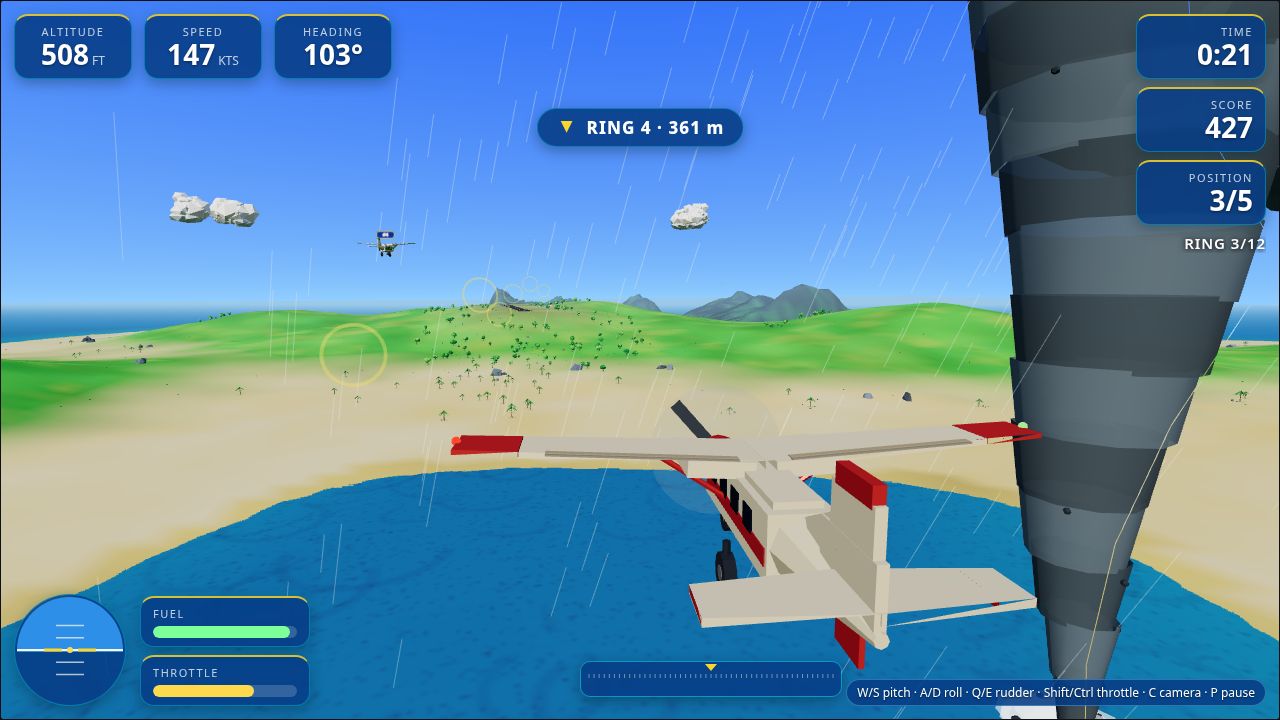 ALTITUDE
508 FT
SPEED
147 KTS
HEADING
103°
RING 4 · 361 m
TIME
0:21
SCORE
427
POSITION
3/5
RING 3/12
FUEL
THROTTLE
W/S pitch · A/D roll · Q/E rudder · Shift/Ctrl throttle · C camera · P pause